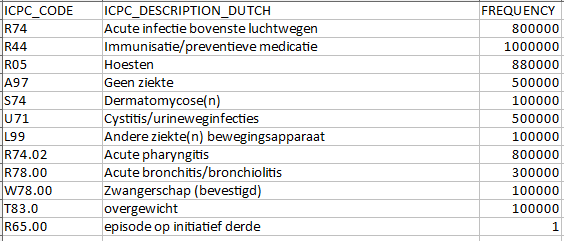 ICPC_CODE ICPC_DESCRIPTION_DUTCH FREQUENCY
R74 Acute infectie bovenste luchtwegen 800000
R44 Immunisatie/preventieve medicatie 1000000
R05 Hoesten 880000
A97 Geen ziekte 500000
S74 Dermatomycose(n) 100000
U71 Cystitis/urineweginfecties 500000
L99 Andere ziekte(n) bewegingsapparaat 100000
R74.02 Acute pharyngitis 800000
R78.00 Acute bronchitis/bronchiolitis 300000
W78.00 Zwangerschap (bevestigd) 100000
T83.0 overgewicht 100000
R65.00 episode op initiatief derde 1